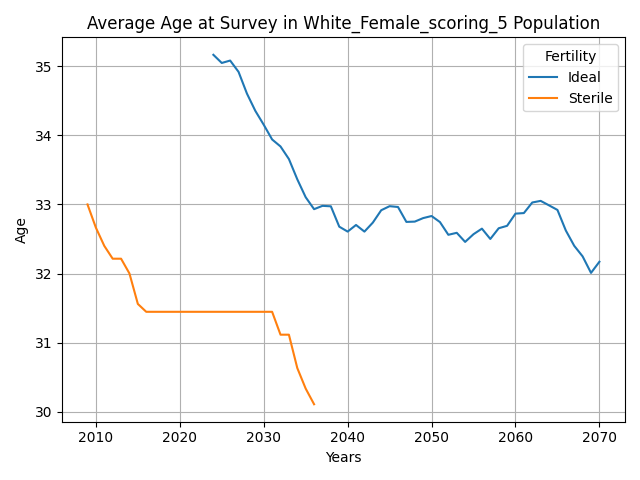 Average Age at Survey in White_Female_scoring_5 Population
Fertility
Ideal
Sterile
Age
35
34
33
32
31
30
2010 2020 2030 2040 2050 2060 2070
Years